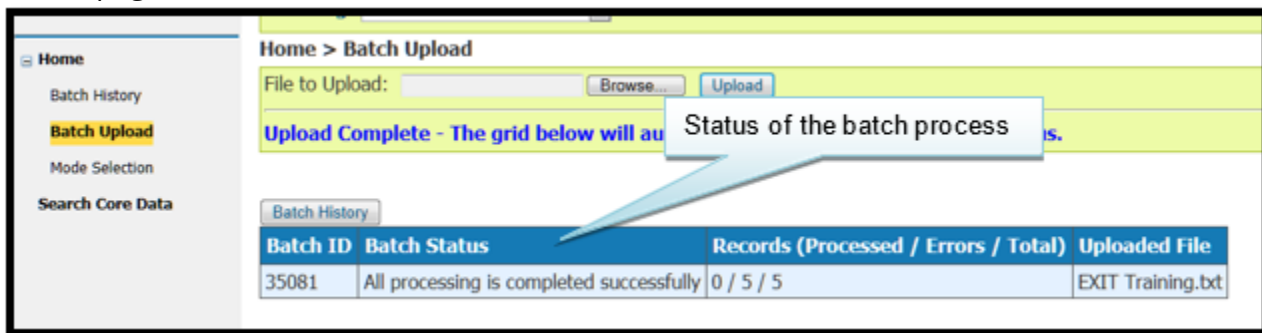 Home
Batch History
Batch Upload
Mode Selection
Search Core Data
Home > Batch Upload
File to Upload: Browse... Upload
Upload Complete - The grid below will au
Status of the batch process
Batch History
Batch ID Batch Status Records (Processed / Errors / Total) Uploaded File
35081 All processing is completed successfully 0 / 5 / 5 EXIT Training.txt